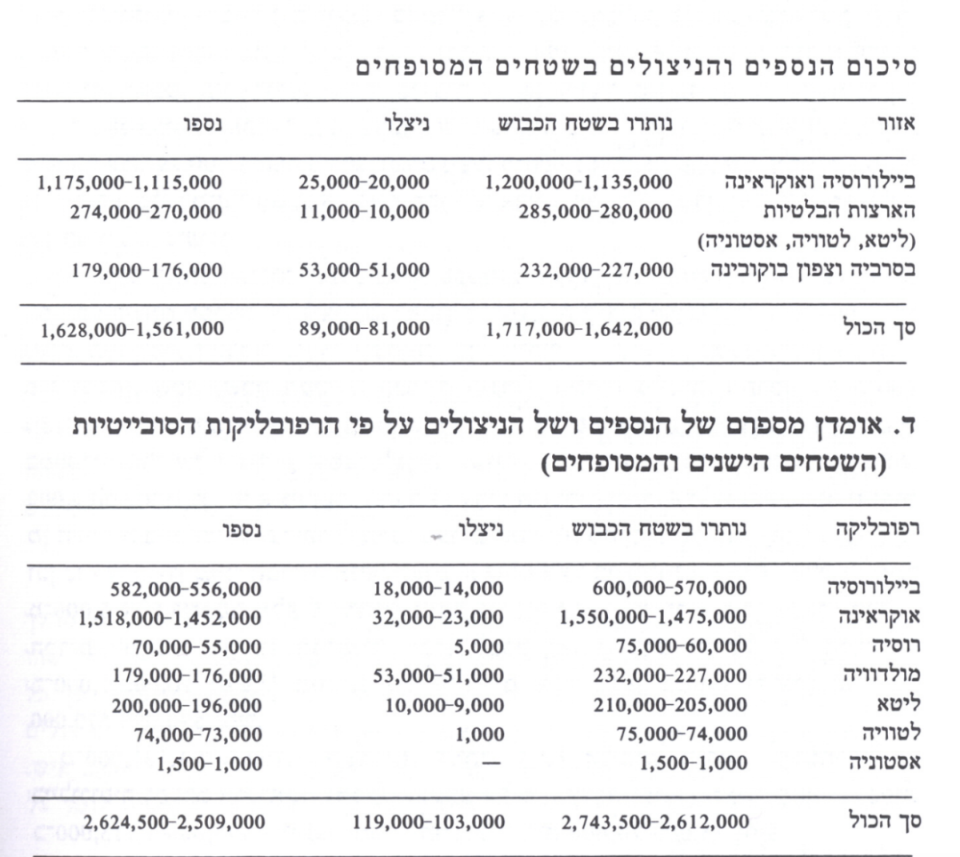 סיכום הנספים והניצולים בשטחים המסופחים
אזור נותרו בשטח הכבוש ניצלו נספו
ביילורוסיה ואוקראינה 1,200,000–1,135,000 25,000–20,000 1,175,000–1,115,000
הארצות הבלטיות 285,000–280,000 11,000–10,000 274,000–270,000
(ליטא, לטוויה, אסטוניה)
בסרביה וצפון בוקובינה 232,000–227,000 53,000–51,000 179,000–176,000
סך הכול 1,717,000–1,642,000 89,000–81,000 1,628,000–1,561,000
ד. אומדן מספרם של הנספים ושל הניצולים על פי הרפובליקות הסובייטיות
(השטחים הישנים והמסופחים)
רפובליקה נותרו בשטח הכבוש ניצלו נספו
ביילורוסיה 600,000–570,000 18,000–14,000 582,000–556,000
אוקראינה 1,550,000–1,475,000 32,000–23,000 1,518,000–1,452,000
רוסיה 75,000–60,000 5,000 70,000–55,000
מולדוויה 232,000–227,000 53,000–51,000 179,000–176,000
ליטא 210,000–205,000 10,000–9,000 200,000–196,000
לטוויה 75,000–74,000 1,000 74,000–73,000
אסטוניה 1,500–1,000 — 1,500–1,000
סך הכול 2,743,500–2,612,000 119,000–103,000 2,624,500–2,509,000